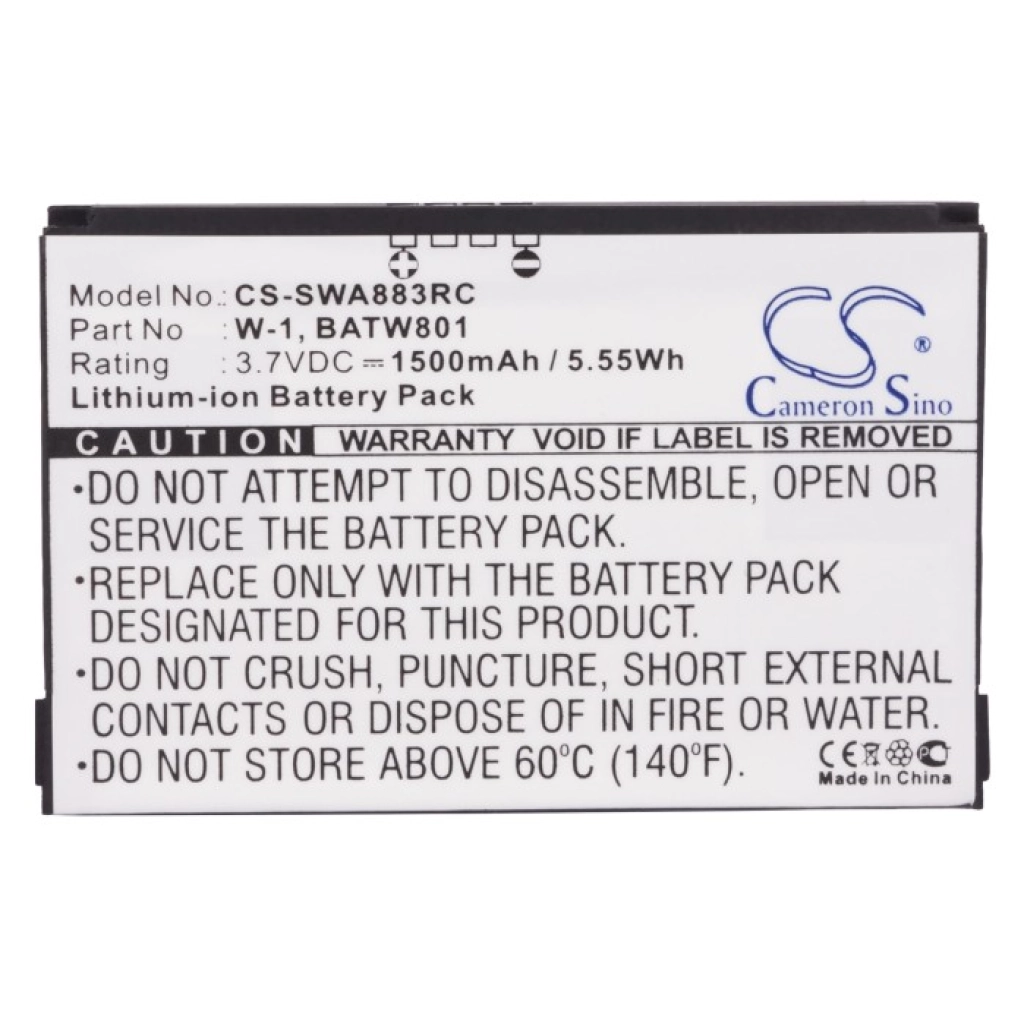 Model No.: CS-SWA883RC
Part No : W-1, BATW801
Rating : 3.7VDC ⎓ 1500mAh / 5.55Wh
Lithium-ion Battery Pack
®
Cameron Sino
CAUTION WARRANTY VOID IF LABEL IS REMOVED
•DO NOT ATTEMPT TO DISASSEMBLE, OPEN OR
SERVICE THE BATTERY PACK.
•REPLACE ONLY WITH THE BATTERY PACK
DESIGNATED FOR THIS PRODUCT.
•DO NOT CRUSH, PUNCTURE, SHORT EXTERNAL
CONTACTS OR DISPOSE OF IN FIRE OR WATER.
•DO NOT STORE ABOVE 60°C (140°F).
CE
Made In China